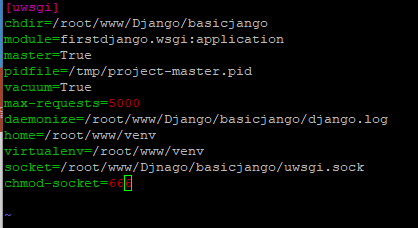 [uwsgi]
chdir=/root/www/Django/basicjango
module=firstdjango.wsgi:application
master=True
pidfile=/tmp/project-master.pid
vacuum=True
max-requests=5000
daemonize=/root/www/Django/basicjango/django.log
home=/root/www/venv
virtualenv=/root/www/venv
socket=/root/www/Djnago/basicjango/uwsgi.sock
chmod-socket=666
~